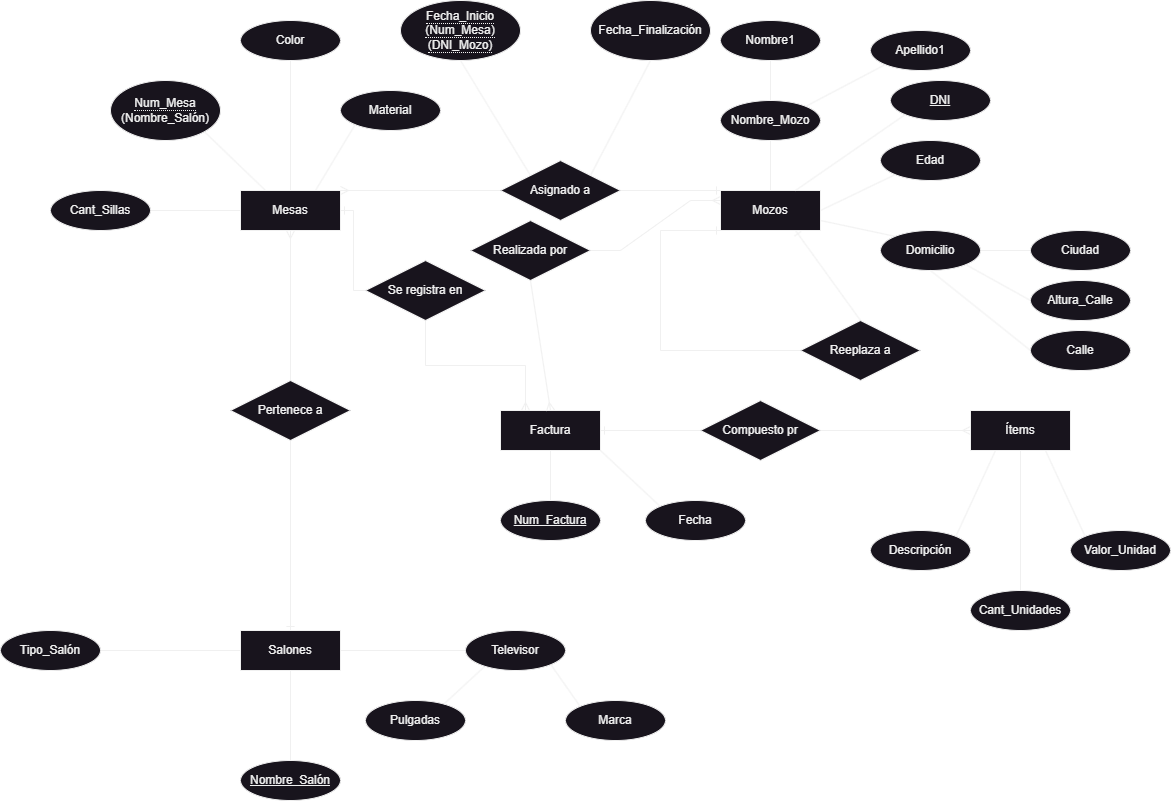 Fecha_Inicio
(Num_Mesa)
(DNI_Mozo)
Fecha_Finalización
Color
Nombre1
Apellido1
Num_Mesa
(Nombre_Salón)
Material
DNI
Nombre_Mozo
Edad
Asignado a
Cant_Sillas
Mesas
Mozos
Realizada por
Domicilio
Ciudad
Se registra en
Altura_Calle
Reeplaza a
Calle
Pertenece a
Factura
Compuesto pr
Ítems
Num_Factura
Fecha
Descripción
Valor_Unidad
Cant_Unidades
Tipo_Salón
Salones
Televisor
Pulgadas
Marca
Nombre_Salón